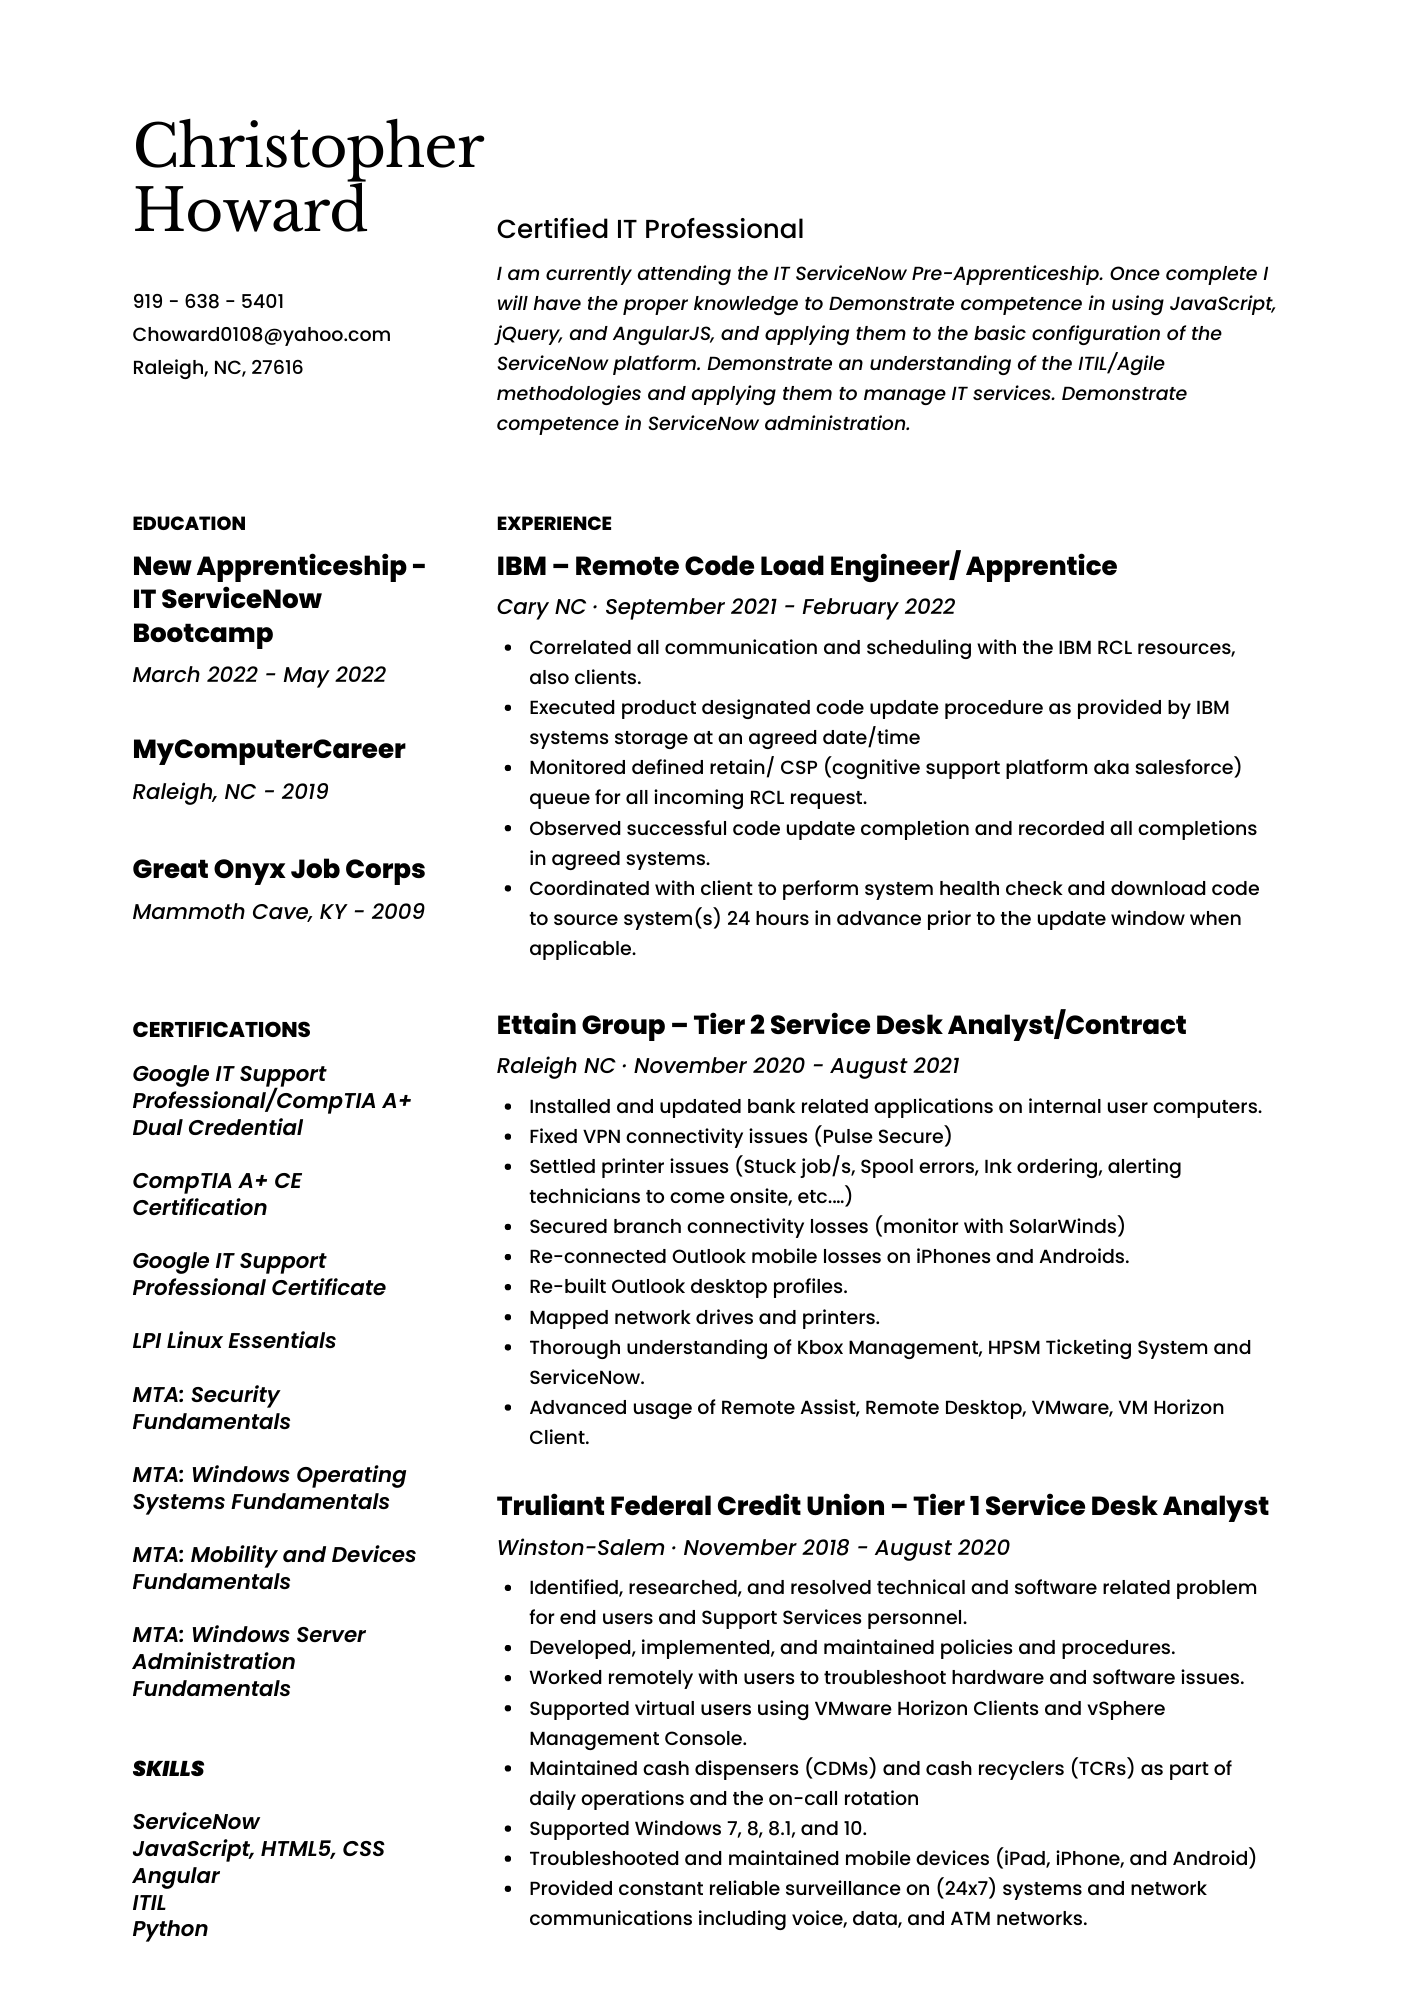 Christopher
Howard
919 - 638 - 5401
Choward0108@yahoo.com
Raleigh, NC, 27616
Certified IT Professional
I am currently attending the IT ServiceNow Pre-Apprenticeship. Once complete I
will have the proper knowledge to Demonstrate competence in using JavaScript,
jQuery, and AngularJS, and applying them to the basic configuration of the
ServiceNow platform. Demonstrate an understanding of the ITIL/Agile
methodologies and applying them to manage IT services. Demonstrate
competence in ServiceNow administration.
EDUCATION
New Apprenticeship -
IT ServiceNow
Bootcamp
March 2022 - May 2022
MyComputerCareer
Raleigh, NC - 2019
Great Onyx Job Corps
Mammoth Cave, KY - 2009
CERTIFICATIONS
Google IT Support
Professional/CompTIA A+
Dual Credential
CompTIA A+ CE
Certification
Google IT Support
Professional Certificate
LPI Linux Essentials
MTA: Security
Fundamentals
MTA: Windows Operating
Systems Fundamentals
MTA: Mobility and Devices
Fundamentals
MTA: Windows Server
Administration
Fundamentals
SKILLS
ServiceNow
JavaScript, HTML5, CSS
Angular
ITIL
Python
EXPERIENCE
IBM – Remote Code Load Engineer/ Apprentice
Cary NC · September 2021 - February 2022
• Correlated all communication and scheduling with the IBM RCL resources,
also clients.
• Executed product designated code update procedure as provided by IBM
systems storage at an agreed date/time
• Monitored defined retain/ CSP (cognitive support platform aka salesforce)
queue for all incoming RCL request.
• Observed successful code update completion and recorded all completions
in agreed systems.
• Coordinated with client to perform system health check and download code
to source system(s) 24 hours in advance prior to the update window when
applicable.
Ettain Group – Tier 2 Service Desk Analyst/Contract
Raleigh NC · November 2020 - August 2021
• Installed and updated bank related applications on internal user computers.
• Fixed VPN connectivity issues (Pulse Secure)
• Settled printer issues (Stuck job/s, Spool errors, Ink ordering, alerting
technicians to come onsite, etc....)
• Secured branch connectivity losses (monitor with SolarWinds)
• Re-connected Outlook mobile losses on iPhones and Androids.
• Re-built Outlook desktop profiles.
• Mapped network drives and printers.
• Thorough understanding of Kbox Management, HPSM Ticketing System and
ServiceNow.
• Advanced usage of Remote Assist, Remote Desktop, VMware, VM Horizon
Client.
Truliant Federal Credit Union – Tier 1 Service Desk Analyst
Winston-Salem · November 2018 - August 2020
• Identified, researched, and resolved technical and software related problem
for end users and Support Services personnel.
• Developed, implemented, and maintained policies and procedures.
• Worked remotely with users to troubleshoot hardware and software issues.
• Supported virtual users using VMware Horizon Clients and vSphere
Management Console.
• Maintained cash dispensers (CDMs) and cash recyclers (TCRs) as part of
daily operations and the on-call rotation
• Supported Windows 7, 8, 8.1, and 10.
• Troubleshooted and maintained mobile devices (iPad, iPhone, and Android)
• Provided constant reliable surveillance on (24x7) systems and network
communications including voice, data, and ATM networks.